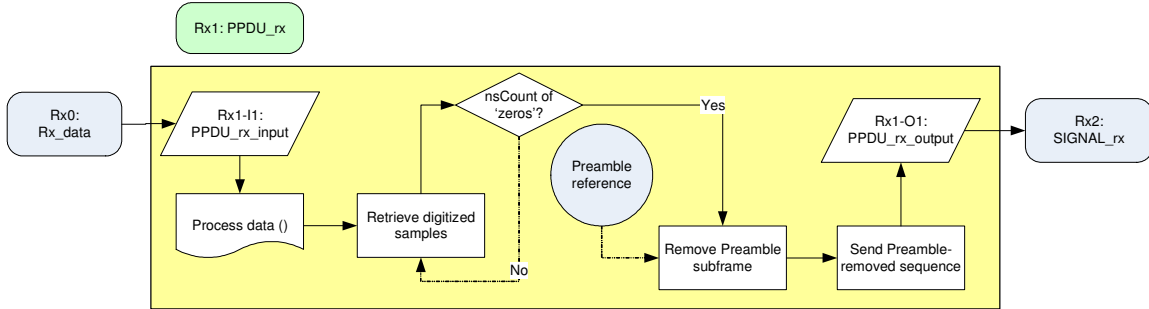 Rx1: PPDU_rx
Rx0:
Rx_data
Rx1-I1:
PPDU_rx_input
nsCount of
‘zeros’?
Yes
Rx1-O1:
PPDU_rx_output
Rx2:
SIGNAL_rx
Preamble
reference
Process data ()
Retrieve digitized
samples
No
Remove Preamble
subframe
Send Preamble-
removed sequence